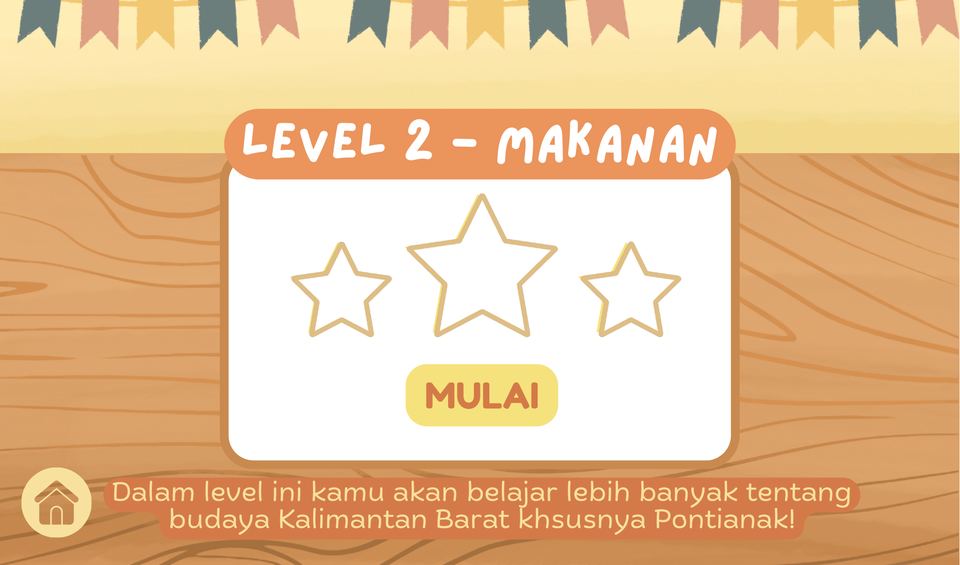 LEVEL 2 - MAKANAN
MULAI
Dalam level ini kamu akan belajar lebih banyak tentang
budaya Kalimantan Barat khsusnya Pontianak!